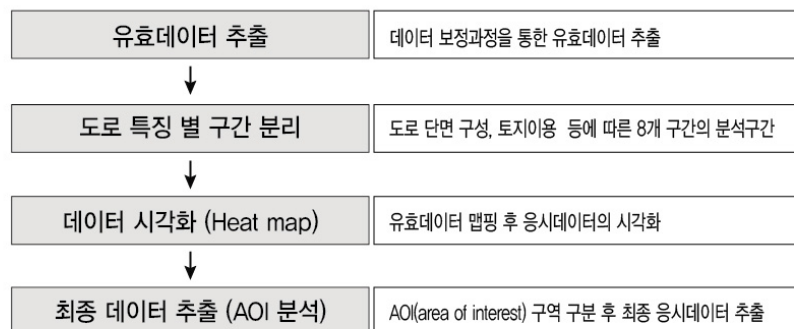 유효데이터 추출
데이터 보정과정을 통한 유효데이터 추출
도로 특징 별 구간 분리
도로 단면 구성, 토지이용 등에 따른 8개 구간의 분석구간
데이터 시각화 (Heat map)
유효데이터 맵핑 후 응시데이터의 시각화
최종 데이터 추출 (AOI 분석)
AOI(area of interest) 구역 구분 후 최종 응시데이터 추출